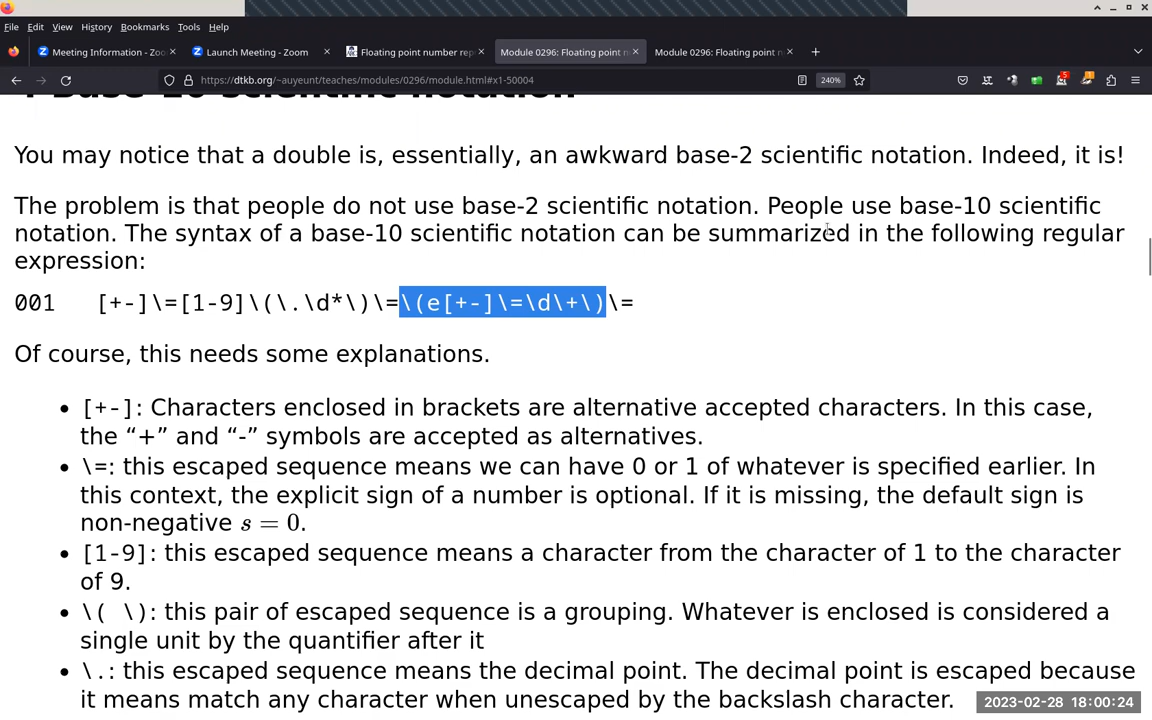 File Edit View History Bookmarks Tools Help
Meeting Information - Zoo
Launch Meeting - Zoom
Floating point number rep
Module 0296: Floating point n
Module 0296: Floating point n
https://dtkb.org/~auyeunt/teaches/modules/0296/module.html#x1-50004
240%
5
4 Base-10 scientific notation
You may notice that a double is, essentially, an awkward base-2 scientific notation. Indeed, it is!
The problem is that people do not use base-2 scientific notation. People use base-10 scientific
notation. The syntax of a base-10 scientific notation can be summarized in the following regular
expression:
001 [+-]\=[1-9]\(\.\d*\)\=\(e[+-]\=\d\+\)\=
Of course, this needs some explanations.
• [+-]: Characters enclosed in brackets are alternative accepted characters. In this case,
the “+” and “-” symbols are accepted as alternatives.
• \=: this escaped sequence means we can have 0 or 1 of whatever is specified earlier. In
this context, the explicit sign of a number is optional. If it is missing, the default sign is
non-negative s = 0.
• [1-9]: this escaped sequence means a character from the character of 1 to the character
of 9.
• \( \): this pair of escaped sequence is a grouping. Whatever is enclosed is considered a
single unit by the quantifier after it
• \.: this escaped sequence means the decimal point. The decimal point is escaped because
it means match any character when unescaped by the backslash character.
2023-02-28 18:00:24